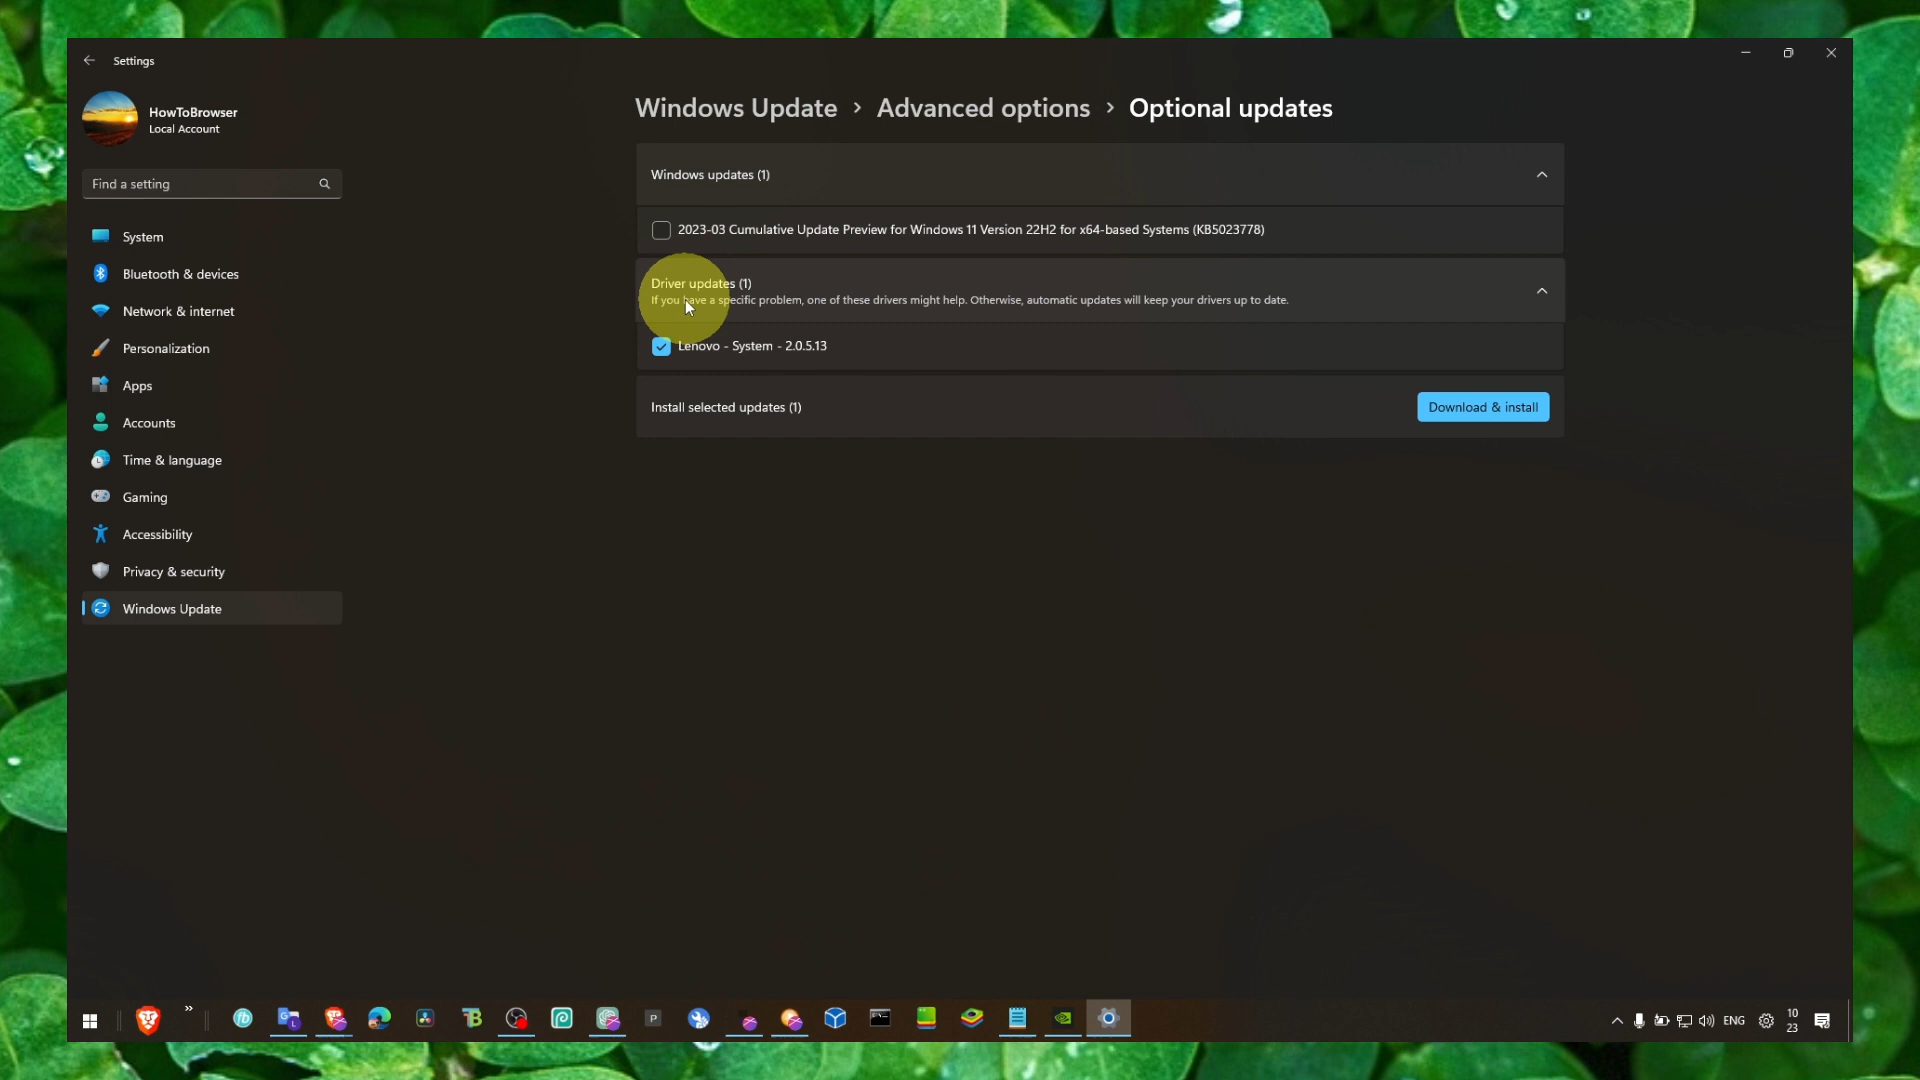 Settings
HowToBrowser
Local Account
Find a setting
System
Bluetooth & devices
Network & internet
Personalization
Apps
Accounts
Time & language
Gaming
Accessibility
Privacy & security
Windows Update
Windows Update > Advanced options > Optional updates
Windows updates (1)
2023-03 Cumulative Update Preview for Windows 11 Version 22H2 for x64-based Systems (KB5023778)
Driver updates (1)
If you have a specific problem, one of these drivers might help. Otherwise, automatic updates will keep your drivers up to date.
Lenovo - System - 2.0.5.13
Install selected updates (1)
Download & install
ENG
10
23